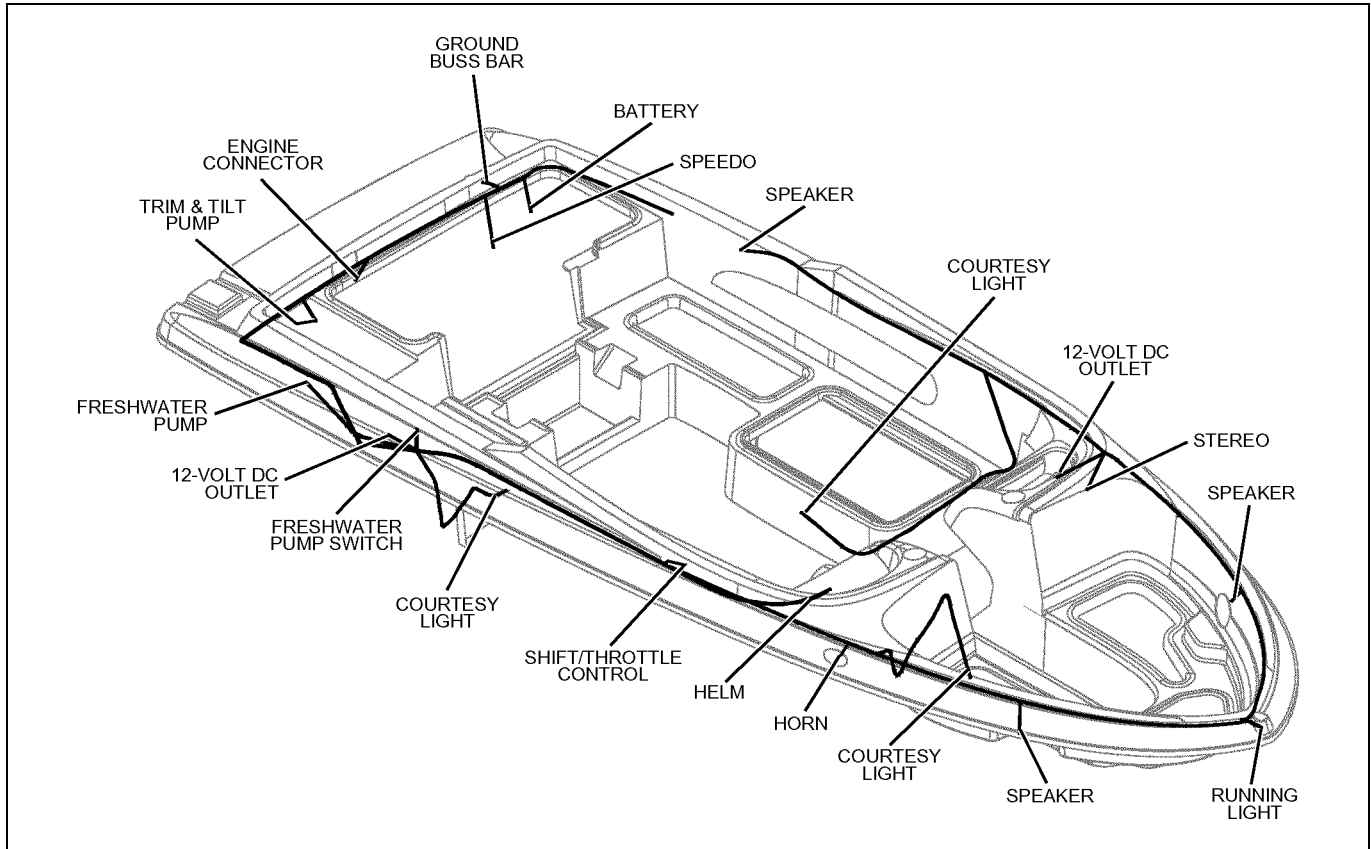 GROUND
BUSS BAR
BATTERY
ENGINE
CONNECTOR
SPEEDO
TRIM & TILT
PUMP
SPEAKER
COURTESY
LIGHT
12-VOLT DC
OUTLET
FRESHWATER
PUMP
STEREO
12-VOLT DC
OUTLET
SPEAKER
FRESHWATER
PUMP SWITCH
COURTESY
LIGHT
SHIFT/THROTTLE
CONTROL
HELM
HORN
COURTESY
LIGHT
SPEAKER
RUNNING
LIGHT